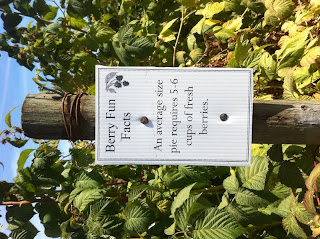 Berry Fun
Facts
An average size
pie requires 5-6
cups of fresh
berries.